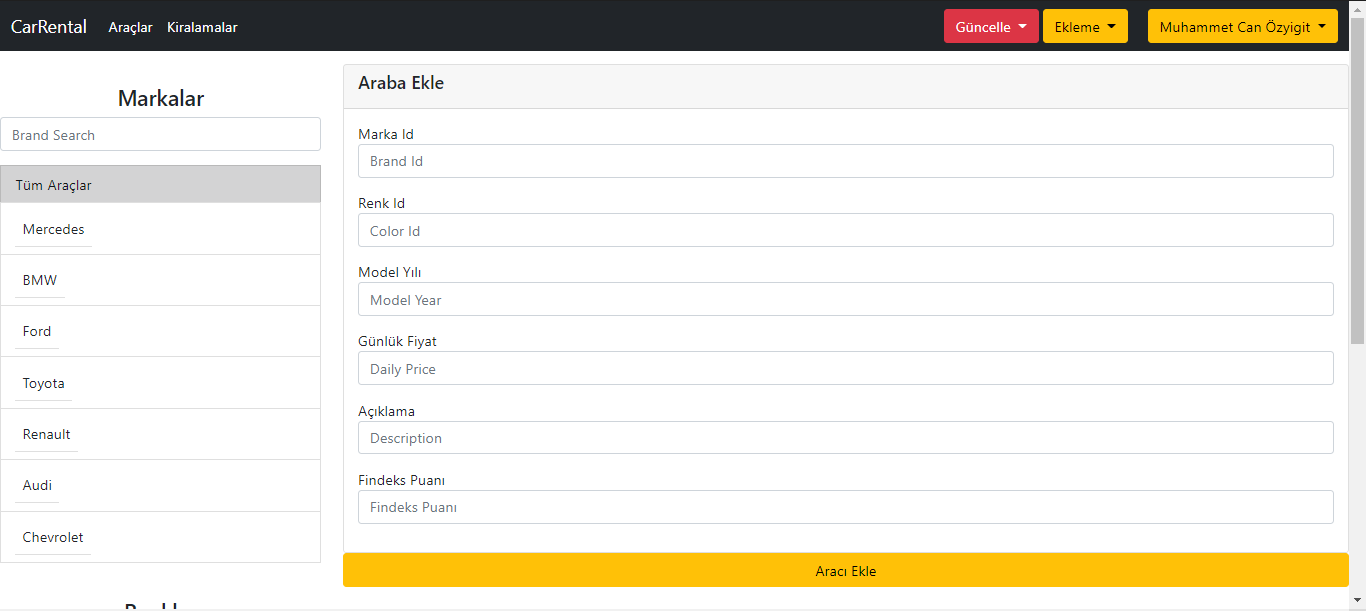 CarRental Araçlar Kiralamalar Güncelle Ekleme Muhammet Can Özyigit
Markalar
Brand Search
Tüm Araçlar
Mercedes
BMW
Ford
Toyota
Renault
Audi
Chevrolet
Araba Ekle
Marka Id
Brand Id
Renk Id
Color Id
Model Yılı
Model Year
Günlük Fiyat
Daily Price
Açıklama
Description
Findeks Puanı
Findeks Puanı
Aracı Ekle